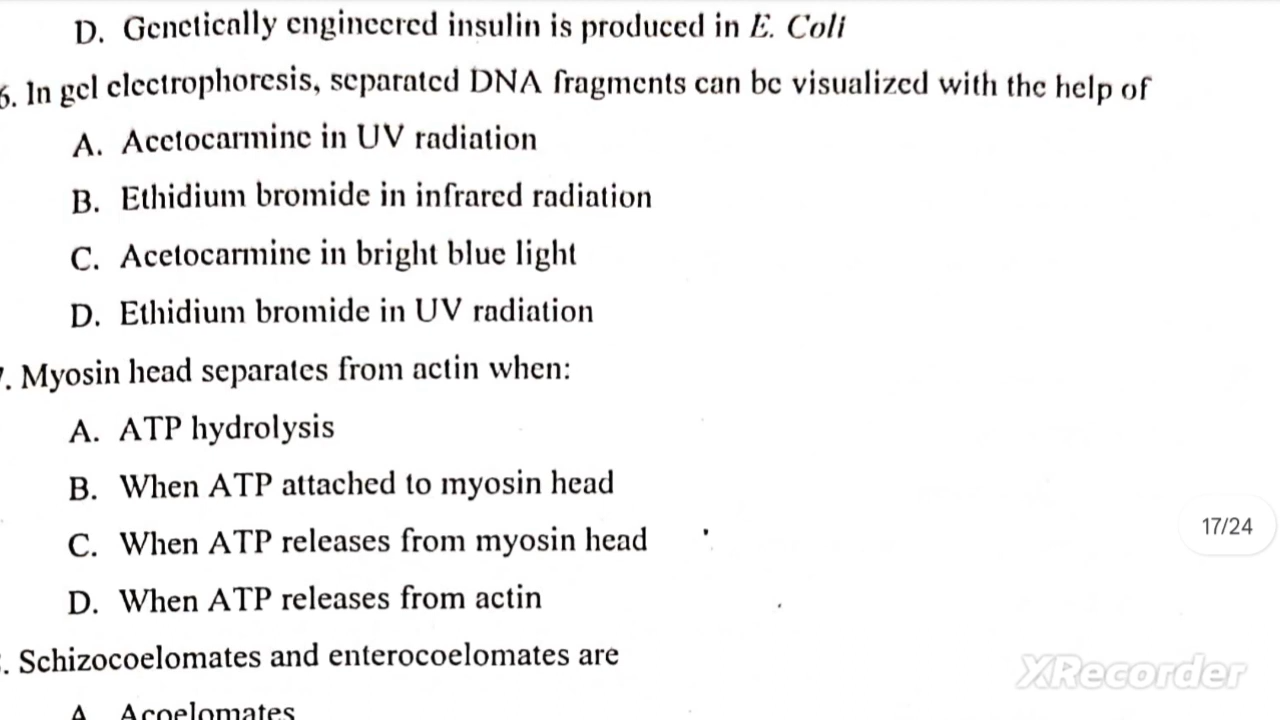 D. Genetically engineered insulin is produced in E. Coli
6. In gel electrophoresis, separated DNA fragments can be visualized with the help of
A. Acetocarmine in UV radiation
B. Ethidium bromide in infrared radiation
C. Acetocarmine in bright blue light
D. Ethidium bromide in UV radiation
7. Myosin head separates from actin when:
A. ATP hydrolysis
B. When ATP attached to myosin head
C. When ATP releases from myosin head
17/24
D. When ATP releases from actin
. Schizocoelomates and enterocoelomates are
XRecorder
A Acoelomates